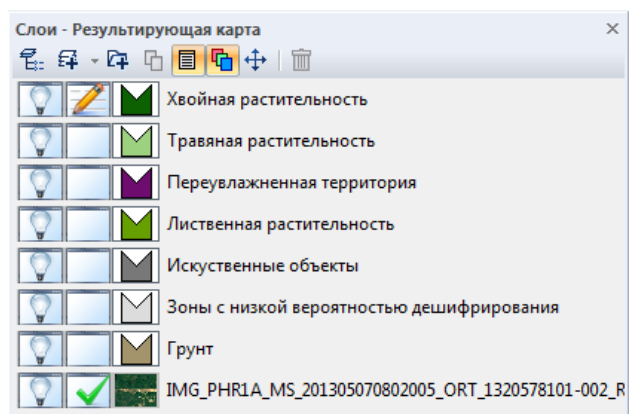 Слои - Результирующая карта
Хвойная растительность
Травяная растительность
Переувлажненная территория
Лиственная растительность
Искуственные объекты
Зоны с низкой вероятностью дешифрирования
Грунт
IMG_PHR1A_MS_201305070802005_ORT_1320578101-002_R